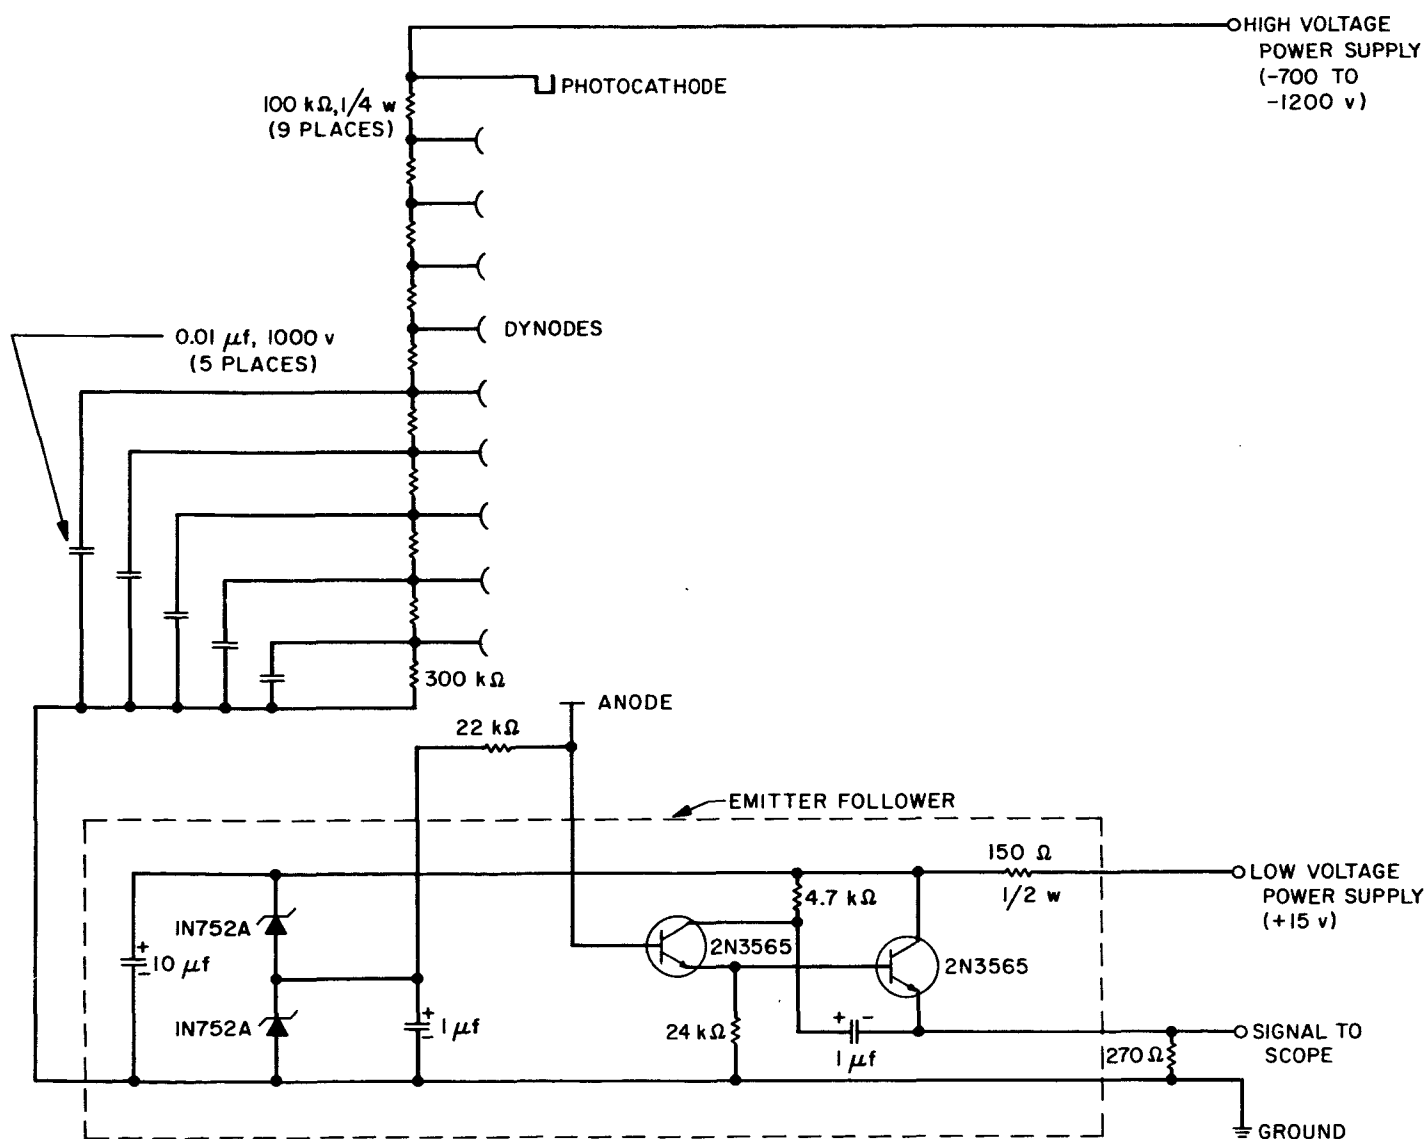 HIGH VOLTAGE
POWER SUPPLY
(-700 TO
-1200 v)
PHOTOCATHODE
100 kΩ, 1/4 w
(9 PLACES)
DYNODES
0.01 μf, 1000 v
(5 PLACES)
300 kΩ
ANODE
22 kΩ
EMITTER FOLLOWER
150 Ω
1/2 w
LOW VOLTAGE
POWER SUPPLY
(+15 v)
4.7 kΩ
1N752A
2N3565
2N3565
+
-
10 μf
1N752A
+
-
1 μf
24 kΩ
+ -
1 μf
SIGNAL TO
SCOPE
270 Ω
GROUND